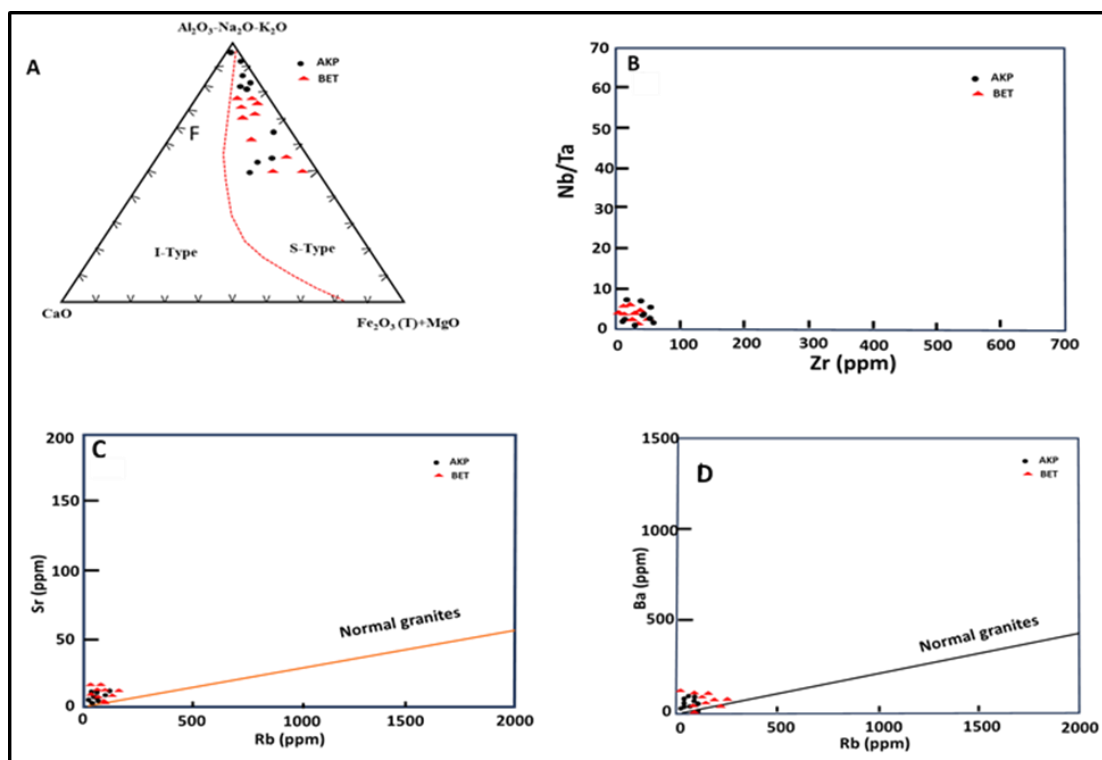 Al₂O₃-Na₂O-K₂O
A
AKP
BET
F
I-Type
S-Type
CaO
Fe₂O₃ (T)+MgO
B
AKP
BET
70
60
50
40
30
20
10
0
Nb/Ta
0 100 200 300 400 500 600 700
Zr (ppm)
C
AKP
BET
200
150
100
50
0
Sr (ppm)
Normal granites
0 500 1000 1500 2000
Rb (ppm)
D
AKP
BET
1500
1000
500
0
Ba (ppm)
Normal granites
0 500 1000 1500 2000
Rb (ppm)